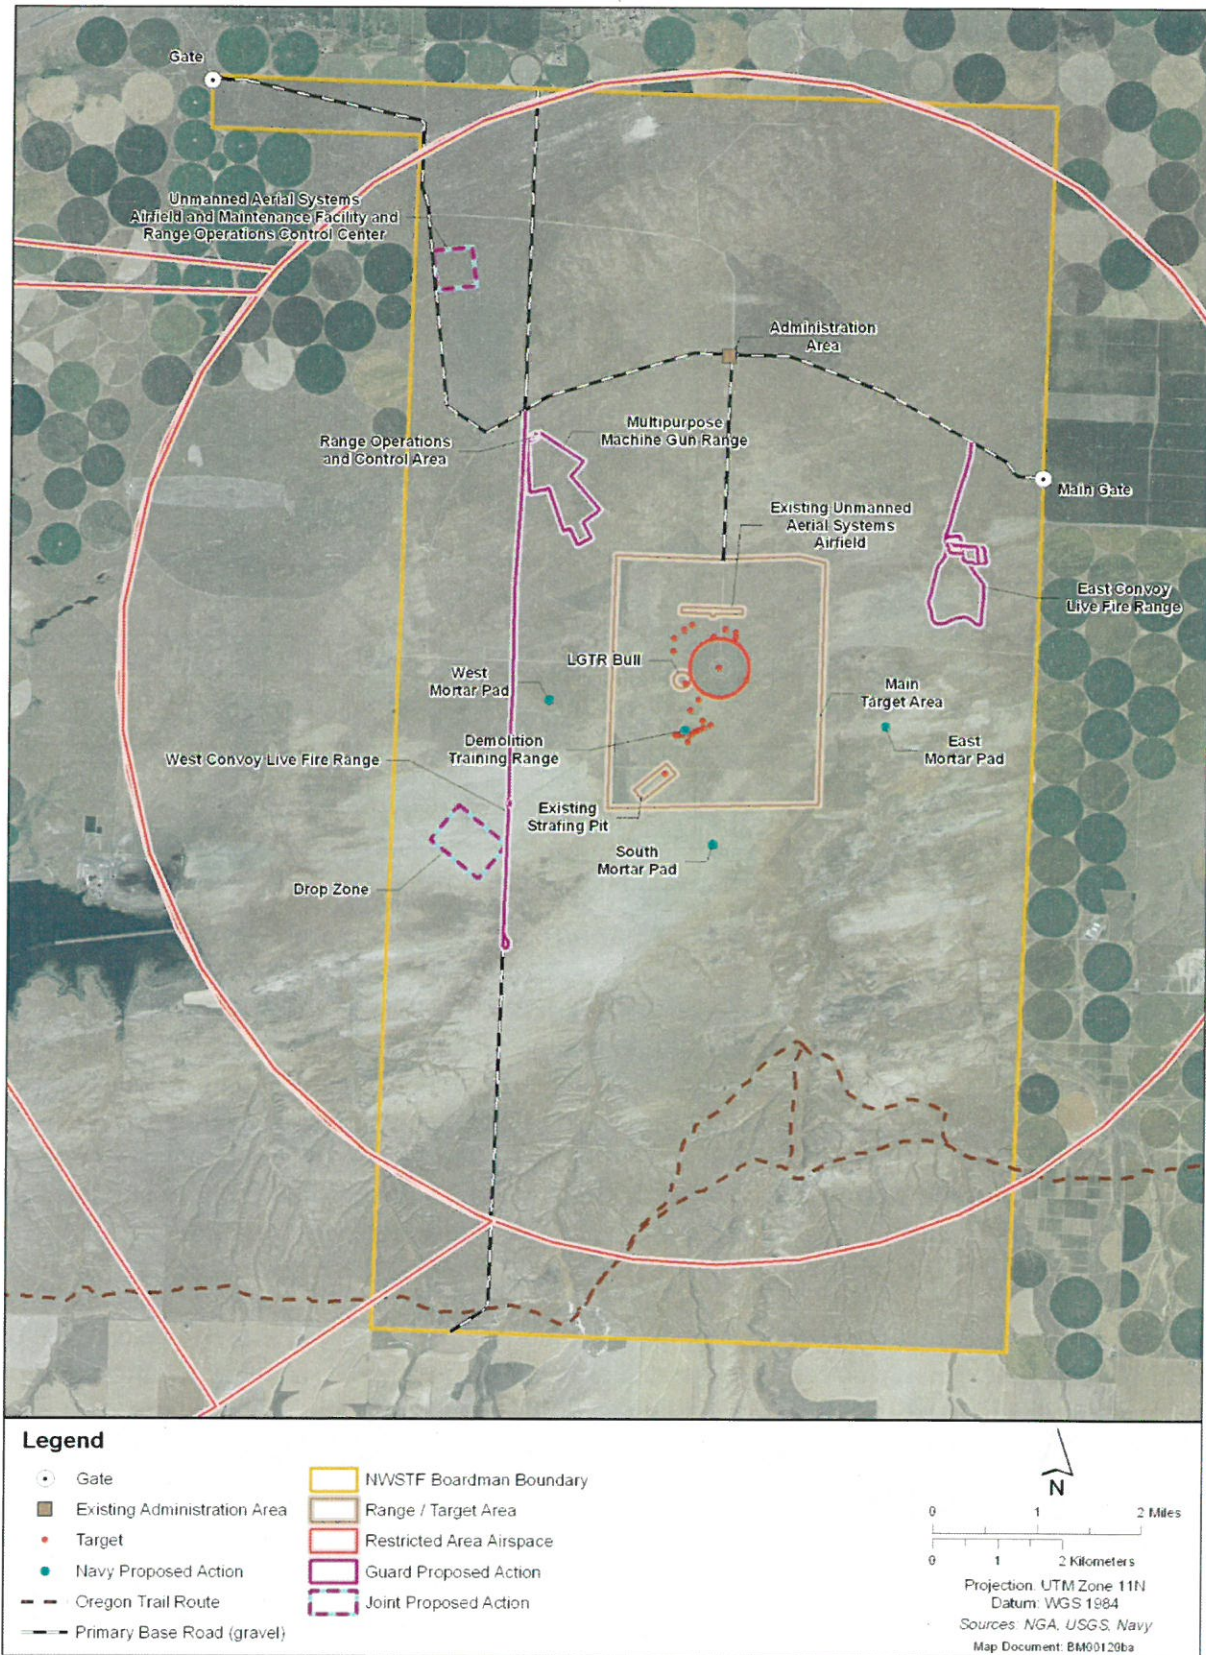 Gate
Unmanned Aerial Systems
Airfield and Maintenance Facility and
Range Operations Control Center
Administration
Area
Range Operations
and Control Area
Multipurpose
Machine Gun Range
Main Gate
Existing Unmanned
Aerial Systems
Airfield
East Convoy
Live Fire Range
LGTR Bull
West
Mortar Pad
Main
Target Area
Demolition
Training Range
East
Mortar Pad
West Convoy Live Fire Range
Existing
Strafing Pit
South
Mortar Pad
Drop Zone
Legend
Gate
Existing Administration Area
Target
Navy Proposed Action
Oregon Trail Route
Primary Base Road (gravel)
NWSTF Boardman Boundary
Range / Target Area
Restricted Area Airspace
Guard Proposed Action
Joint Proposed Action
N
0 1 2 Miles
0 1 2 Kilometers
Projection: UTM Zone 11N
Datum: WGS 1984
Sources: NGA, USGS, Navy
Map Document: BM00120ba